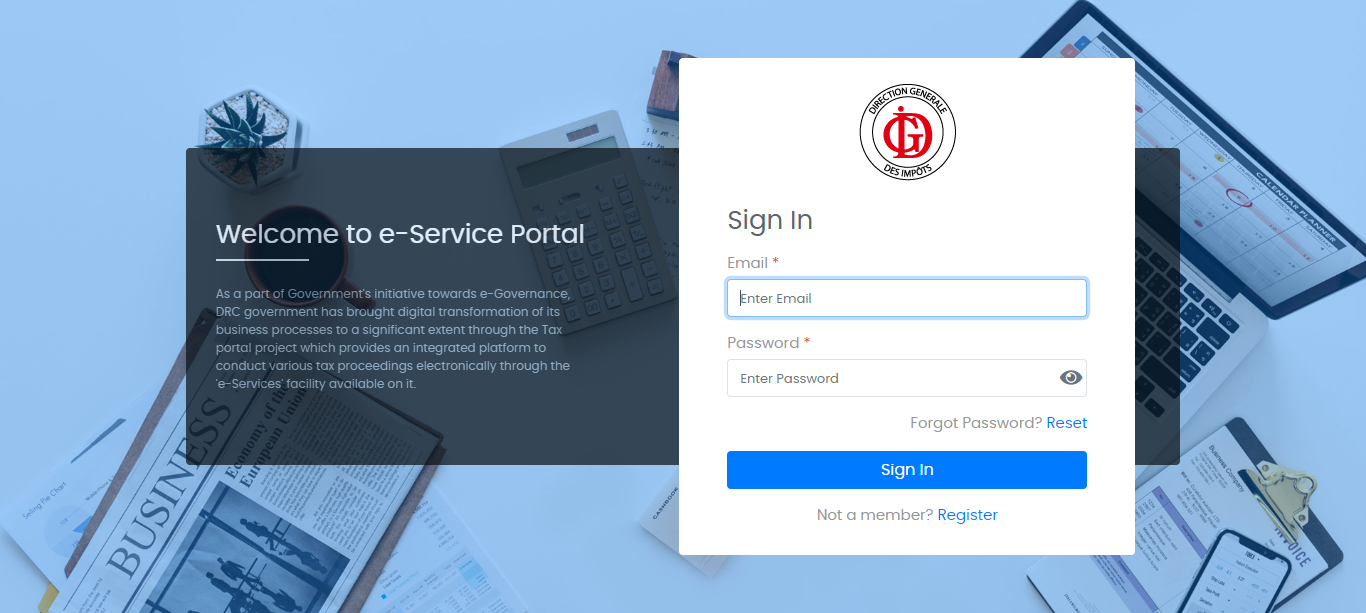 DIRECTION GENERALE
DES IMPÔTS
Welcome to e-Service Portal
As a part of Government's initiative towards e-Governance,
DRC government has brought digital transformation of its
business processes to a significant extent through the Tax
portal project which provides an integrated platform to
conduct various tax proceedings electronically through the
'e-Services' facility available on it.
Sign In
Email *
Enter Email
Password *
Enter Password
Forgot Password? Reset
Sign In
Not a member? Register
CALENDAR PLANNER
BUSINESS
Economy of the
European Union
Selling Pie Chart
CASHBOOK
Business
Company
INVOICE